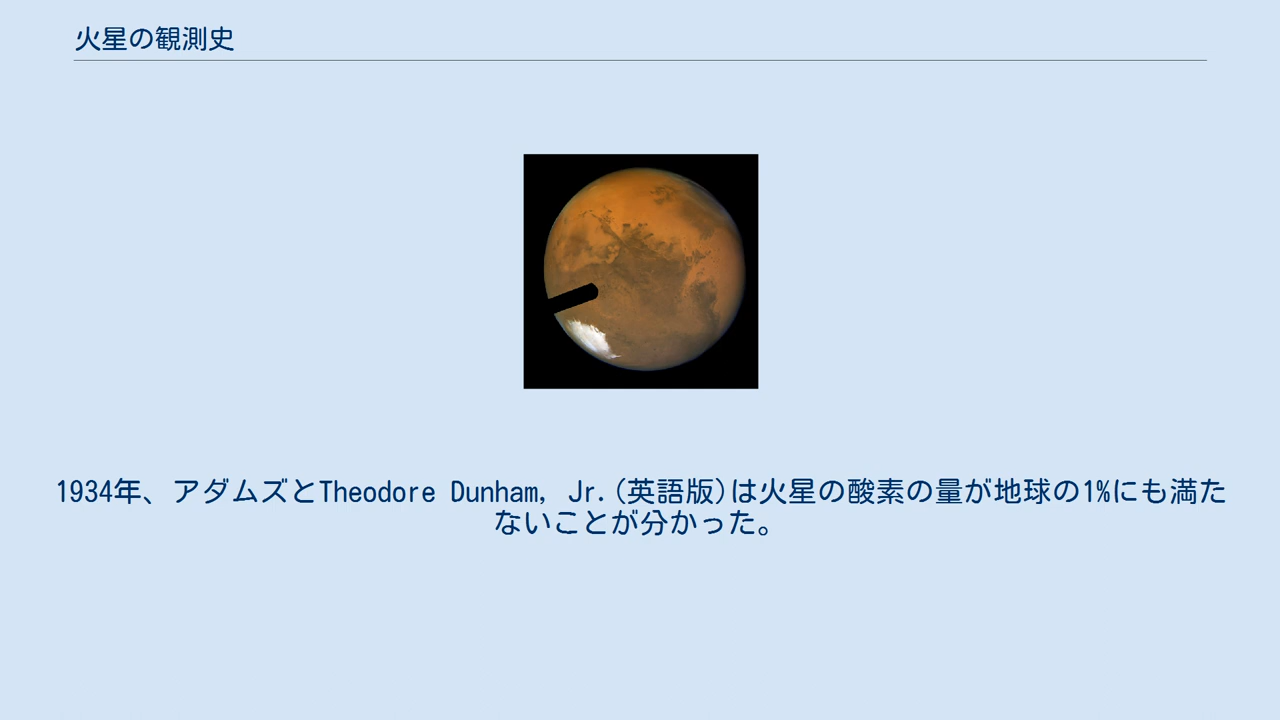 火星の観測史
1934年、アダムズとTheodore Dunham, Jr.(英語版)は火星の酸素の量が地球の1%にも満た
ないことが分かった。